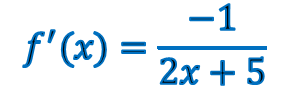 f′(x) = -1 / (2x + 5)